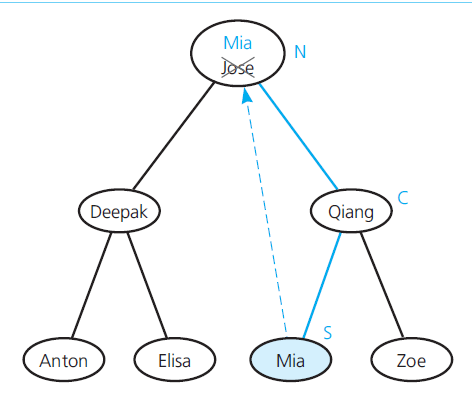 Mia
Jose
N
Deepak
Qiang
C
S
Anton
Elisa
Mia
Zoe